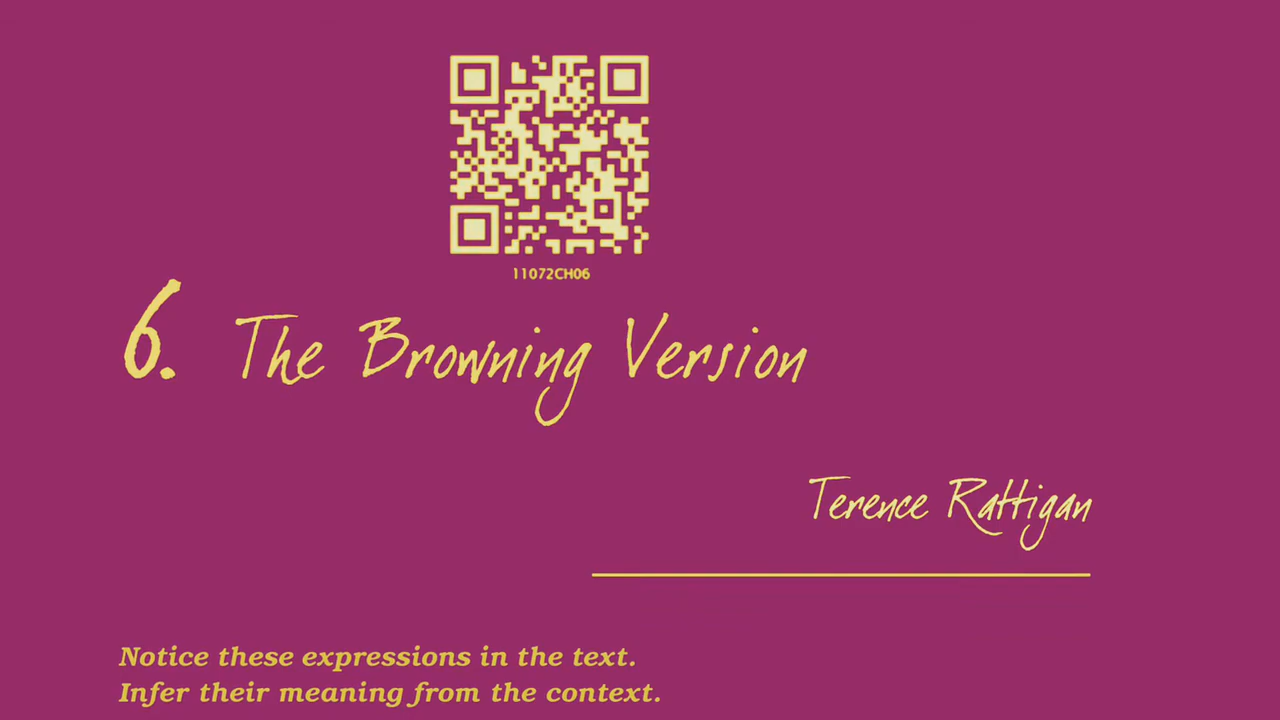 11072CH06
6. The Browning Version
Terence Rattigan
Notice these expressions in the text.
Infer their meaning from the context.